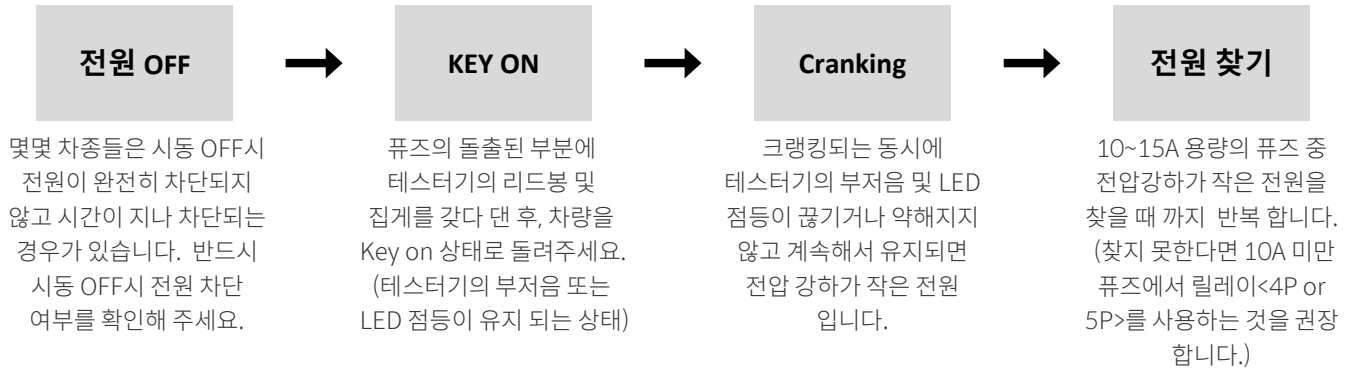 전원 OFF
KEY ON
Cranking
전원 찾기
몇몇 차종들은 시동 OFF시
전원이 완전히 차단되지
않고 시간이 지나 차단되는
경우가 있습니다. 반드시
시동 OFF시 전원 차단
여부를 확인해 주세요.
퓨즈의 돌출된 부분에
테스터기의 리드봉 및
집게를 갖다 댄 후, 차량을
Key on 상태로 돌려주세요.
(테스터기의 부저음 또는
LED 점등이 유지 되는 상태)
크랭킹되는 동시에
테스터기의 부저음 및 LED
점등이 끊기거나 약해지지
않고 계속해서 유지되면
전압 강하가 작은 전원
입니다.
10~15A 용량의 퓨즈 중
전압강하가 작은 전원을
찾을 때 까지 반복 합니다.
(찾지 못한다면 10A 미만
퓨즈에서 릴레이<4P or
5P>를 사용하는 것을 권장
합니다.)